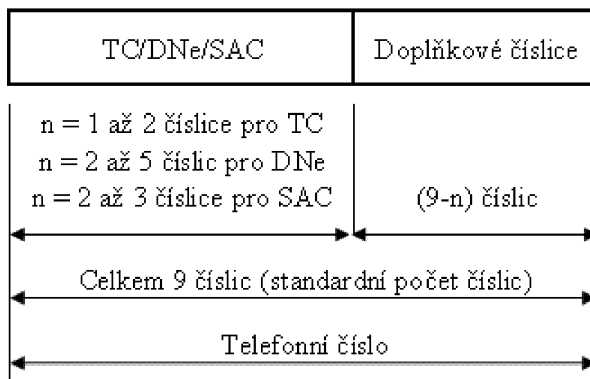 TC/DNe/SAC
Doplňkové číslice
n = 1 až 2 číslice pro TC
n = 2 až 5 číslic pro DNe
n = 2 až 3 číslice pro SAC
(9-n) číslic
Celkem 9 číslic (standardní počet číslic)
Telefonní číslo